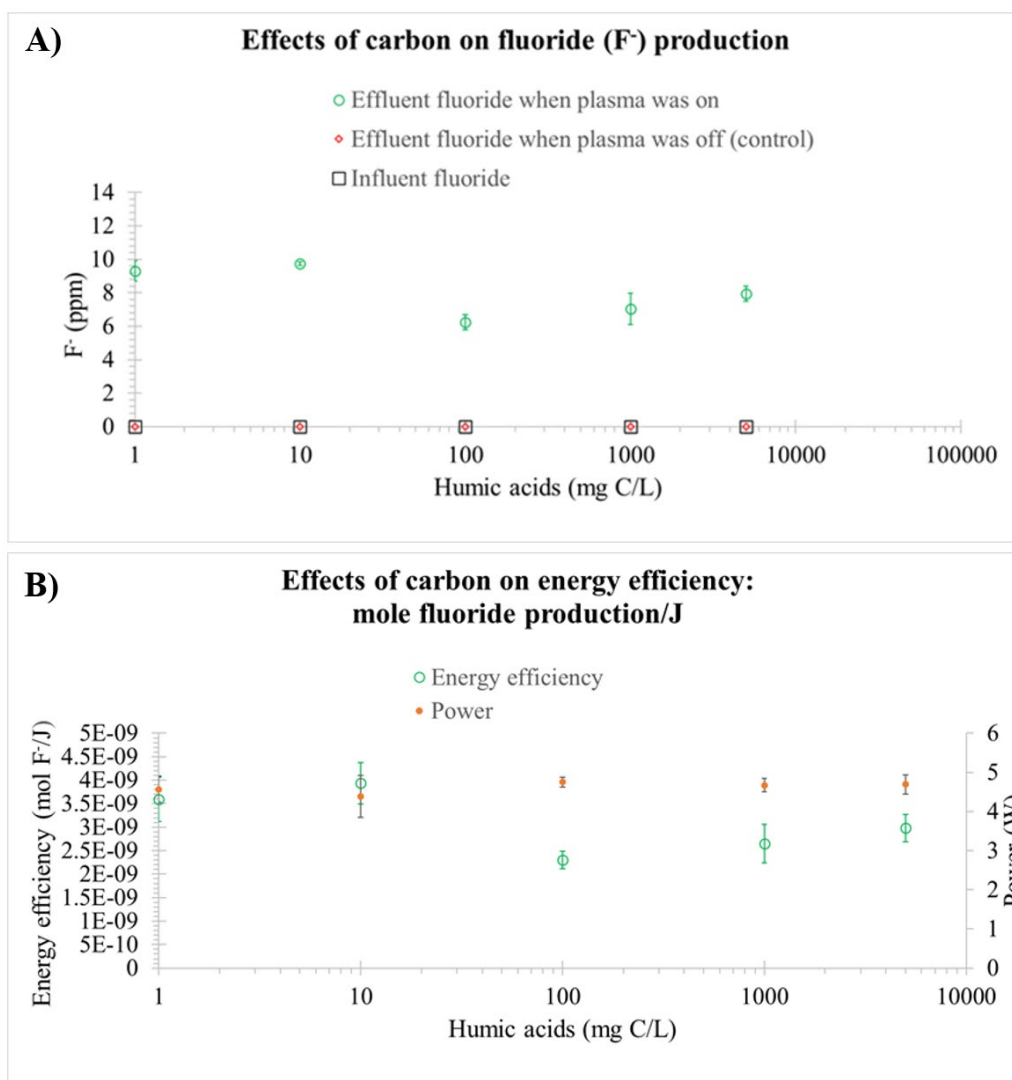 A)
Effects of carbon on fluoride (F-) production
Effluent fluoride when plasma was on
Effluent fluoride when plasma was off (control)
Influent fluoride
14
12
10
8
6
4
2
0
F- (ppm)
1 10 100 1000 10000 100000
Humic acids (mg C/L)
B)
Effects of carbon on energy efficiency:
mole fluoride production/J
Energy efficiency
Power
5E-09
4.5E-09
4E-09
3.5E-09
3E-09
2.5E-09
2E-09
1.5E-09
1E-09
5E-10
0
Energy efficiency (mol F-/J)
6
5
4
3
2
1
0
Power (W)
1 10 100 1000 10000
Humic acids (mg C/L)